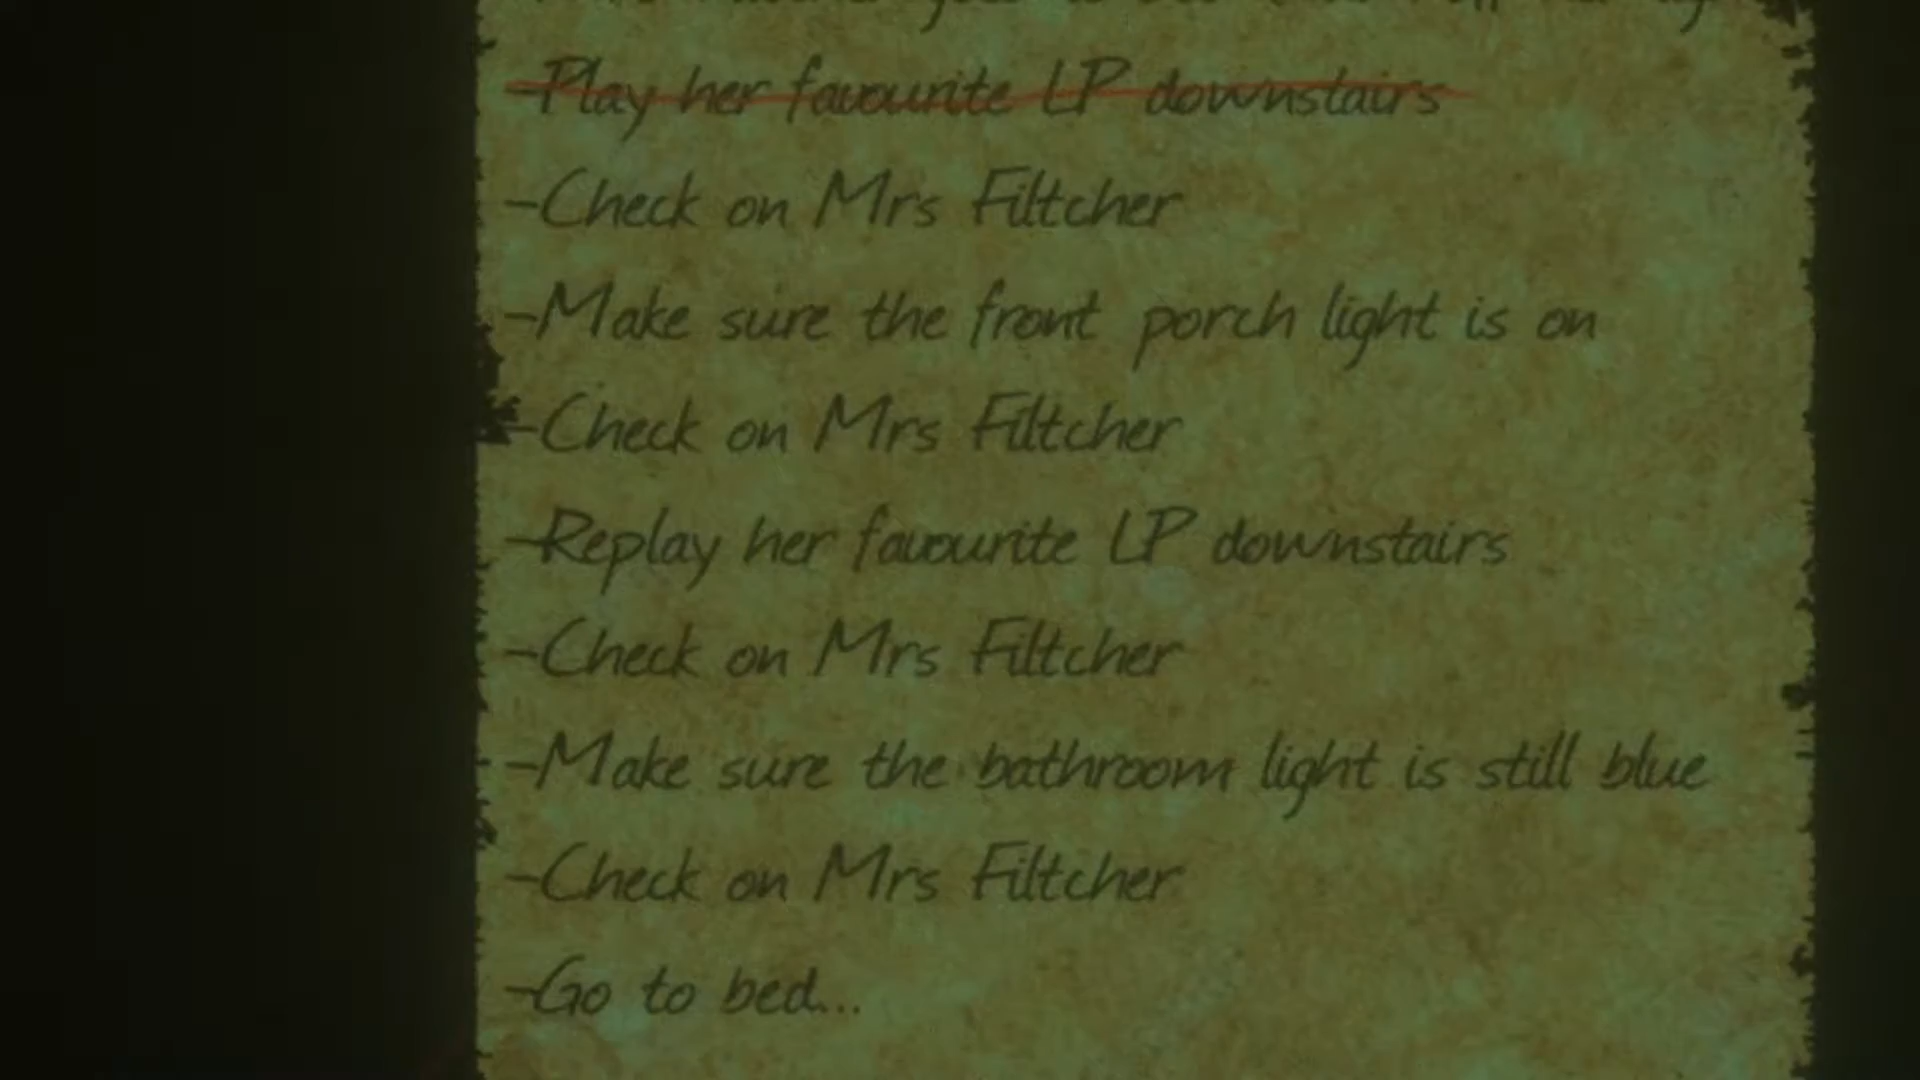 -Play her favourite LP downstairs
-Check on Mrs Filtcher
-Make sure the front porch light is on
-Check on Mrs Filtcher
-Replay her favourite LP downstairs
-Check on Mrs Filtcher
-Make sure the bathroom light is still blue
-Check on Mrs Filtcher
-Go to bed...